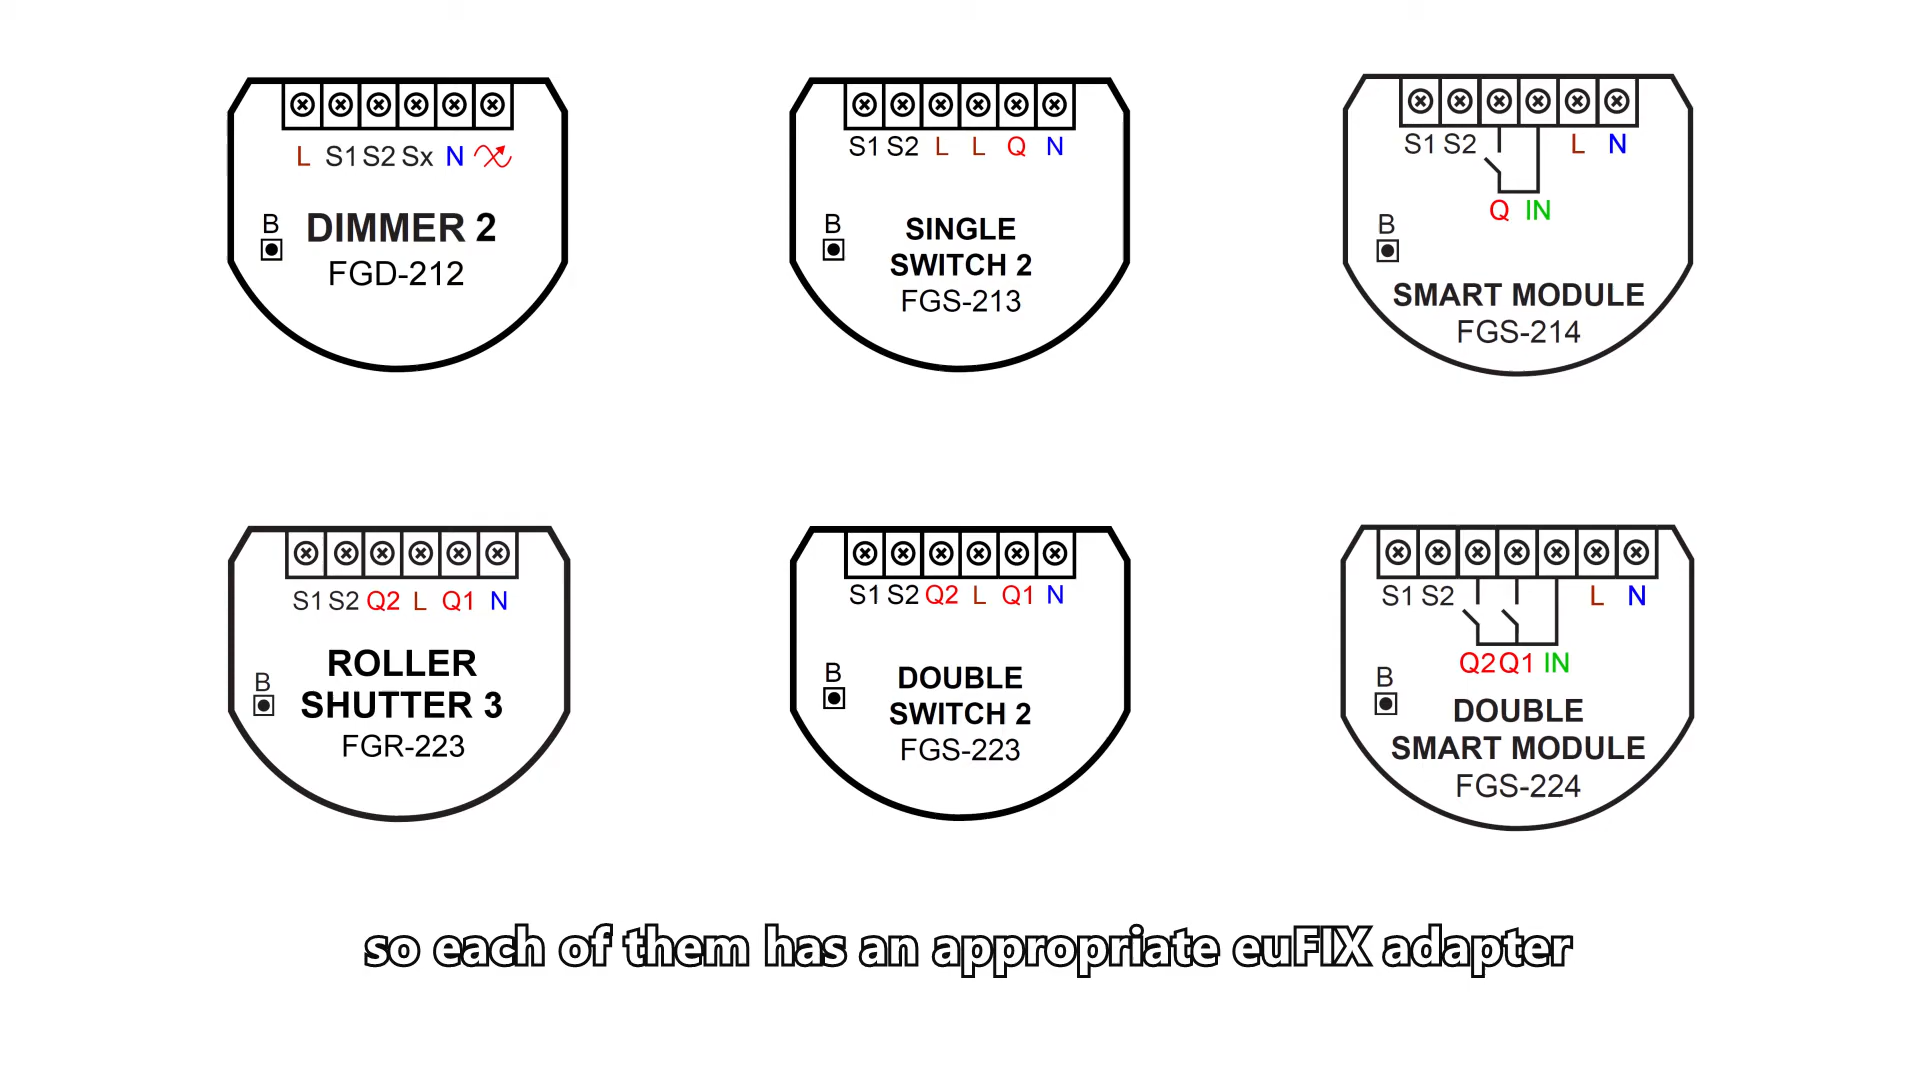 L S1 S2 Sx N
B
DIMMER 2
FGD-212
S1 S2 L L Q N
B
SINGLE
SWITCH 2
FGS-213
S1 S2 L N
Q IN
B
SMART MODULE
FGS-214
S1 S2 Q2 L Q1 N
B
ROLLER
SHUTTER 3
FGR-223
S1 S2 Q2 L Q1 N
B
DOUBLE
SWITCH 2
FGS-223
S1 S2 L N
Q2 Q1 IN
B
DOUBLE
SMART MODULE
FGS-224
so each of them has an appropriate euFIX adapter